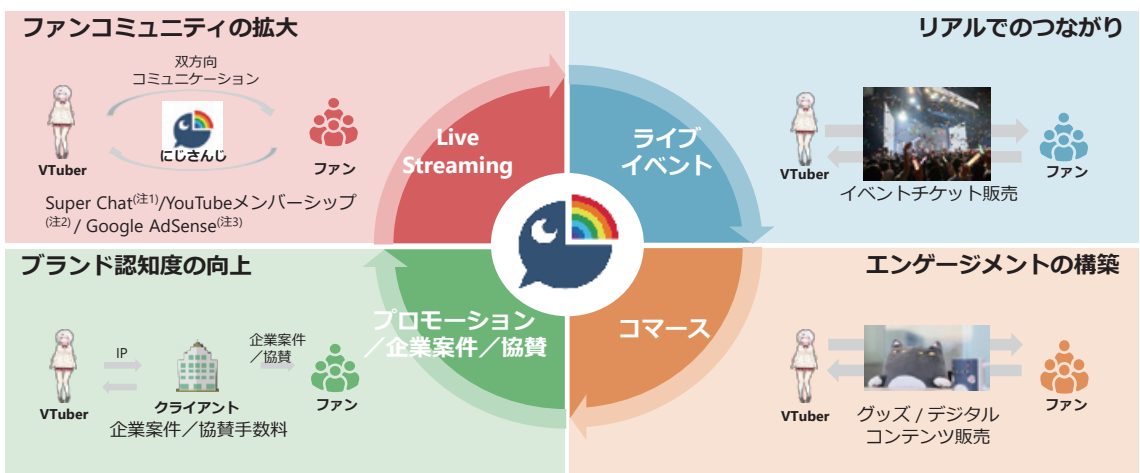 ファンコミュニティの拡大
双方向
コミュニケーション
にじさんじ
VTuber
ファン
Super Chat(注1)/YouTubeメンバーシップ
(注2) / Google AdSense(注3)
Live
Streaming
リアルでのつながり
ライブ
イベント
VTuber
ファン
イベントチケット販売
ブランド認知度の向上
IP
企業案件
／協賛
VTuber
クライアント
ファン
企業案件／協賛手数料
プロモーション
／企業案件／協賛
エンゲージメントの構築
コマース
VTuber
ファン
グッズ / デジタル
コンテンツ販売